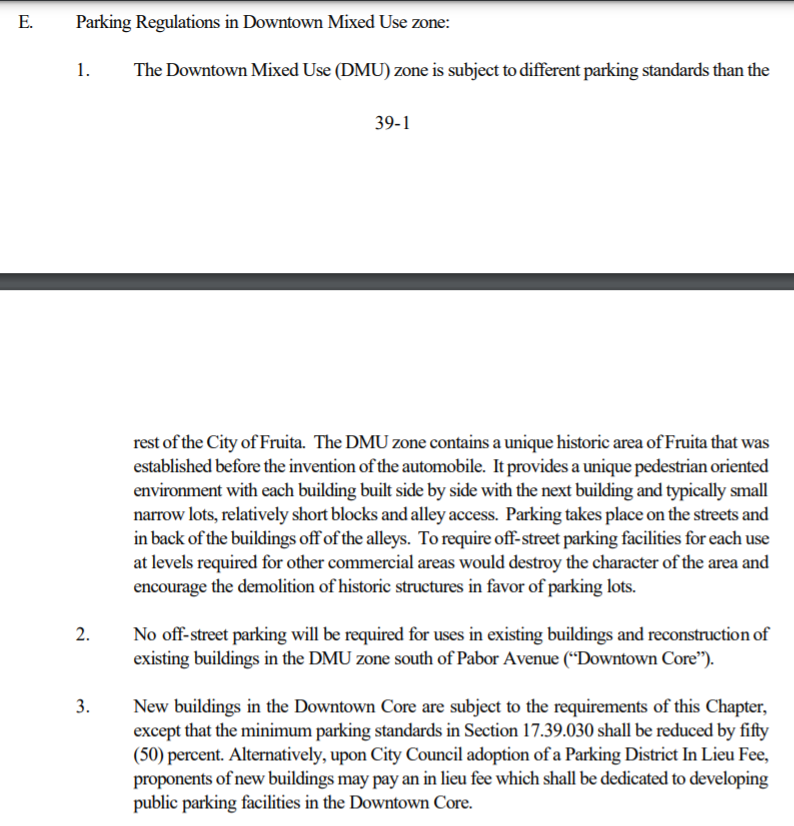 E. Parking Regulations in Downtown Mixed Use zone:
1. The Downtown Mixed Use (DMU) zone is subject to different parking standards than the
39-1
rest of the City of Fruita. The DMU zone contains a unique historic area of Fruita that was
established before the invention of the automobile. It provides a unique pedestrian oriented
environment with each building built side by side with the next building and typically small
narrow lots, relatively short blocks and alley access. Parking takes place on the streets and
in back of the buildings off of the alleys. To require off-street parking facilities for each use
at levels required for other commercial areas would destroy the character of the area and
encourage the demolition of historic structures in favor of parking lots.
2. No off-street parking will be required for uses in existing buildings and reconstruction of
existing buildings in the DMU zone south of Pabor Avenue (“Downtown Core”).
3. New buildings in the Downtown Core are subject to the requirements of this Chapter,
except that the minimum parking standards in Section 17.39.030 shall be reduced by fifty
(50) percent. Alternatively, upon City Council adoption of a Parking District In Lieu Fee,
proponents of new buildings may pay an in lieu fee which shall be dedicated to developing
public parking facilities in the Downtown Core.